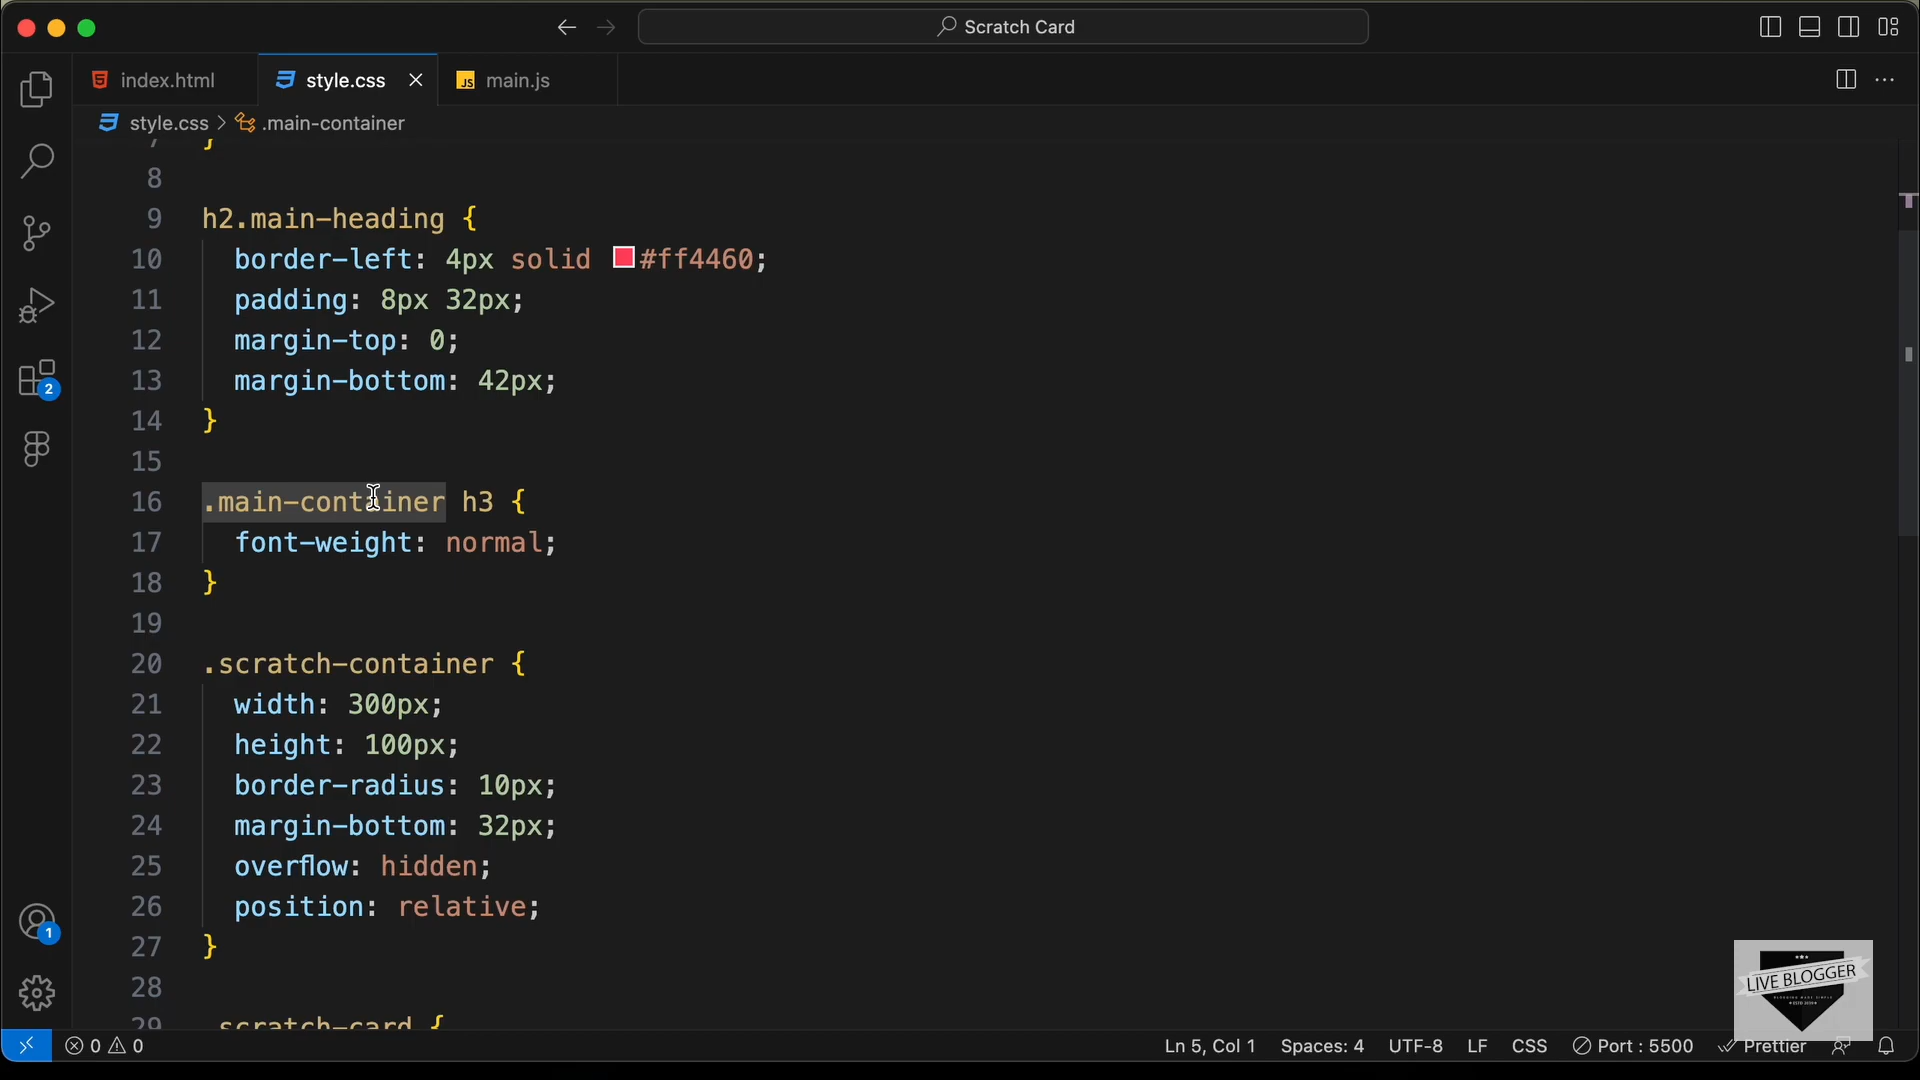 Scratch Card
index.html
style.css
main.js
style.css > .main-container
7 }
8
9 h2.main-heading {
10 border-left: 4px solid #ff4460;
11 padding: 8px 32px;
12 margin-top: 0;
13 margin-bottom: 42px;
14 }
15
16 .main-container h3 {
17 font-weight: normal;
18 }
19
20 .scratch-container {
21 width: 300px;
22 height: 100px;
23 border-radius: 10px;
24 margin-bottom: 32px;
25 overflow: hidden;
26 position: relative;
27 }
28
29 .scratch-card {
2
1
LIVE BLOGGER
0 0 Ln 5, Col 1 Spaces: 4 UTF-8 LF CSS Port : 5500 Prettier